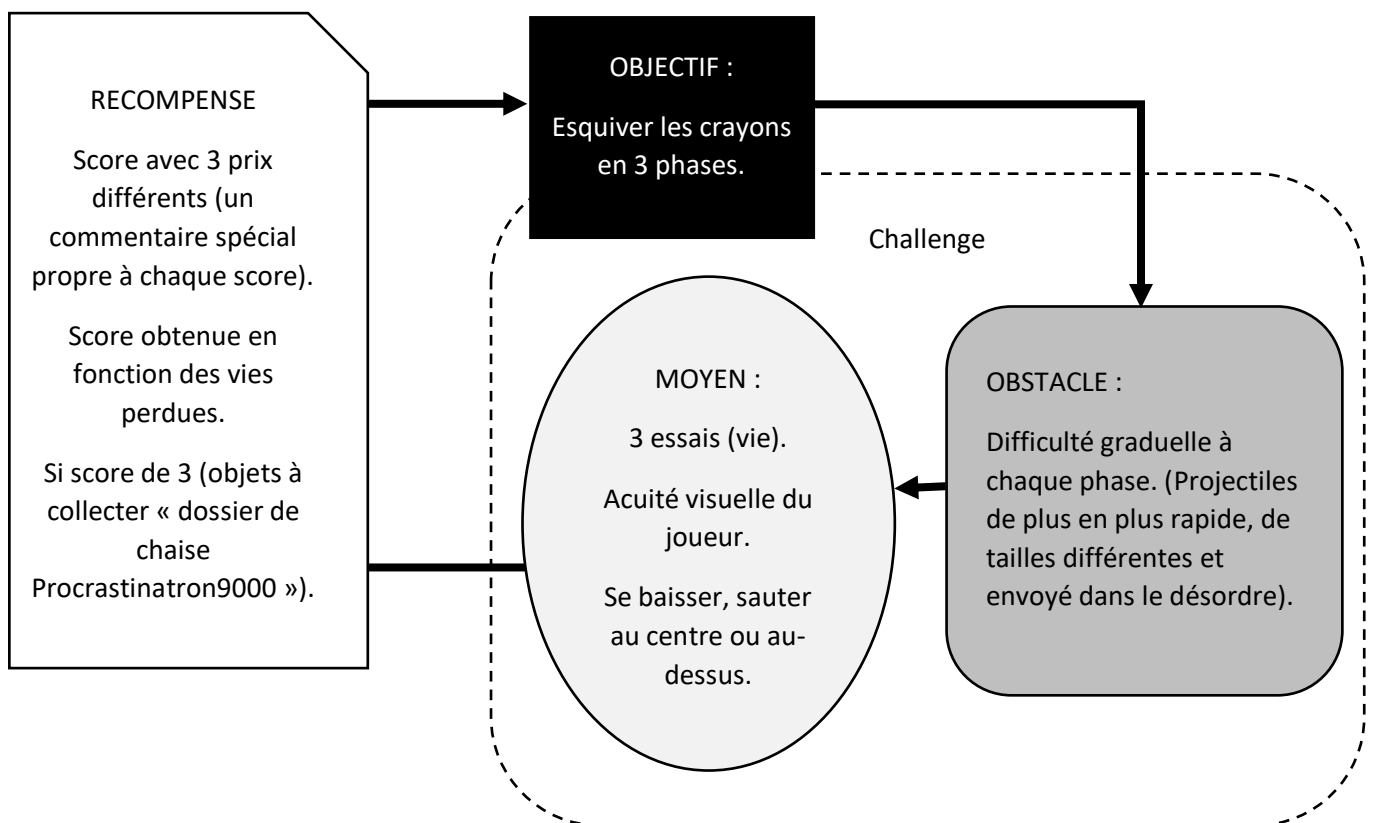 RECOMPENSE
Score avec 3 prix
différents (un
commentaire spécial
propre à chaque score).
Score obtenue en
fonction des vies
perdues.
Si score de 3 (objets à
collecter « dossier de
chaise
Procrastinatron9000 »).
OBJECTIF :
Esquiver les crayons
en 3 phases.
Challenge
MOYEN :
3 essais (vie).
Acuité visuelle du
joueur.
Se baisser, sauter
au centre ou au-
dessus.
OBSTACLE :
Difficulté graduelle à
chaque phase. (Projectiles
de plus en plus rapide, de
tailles différentes et
envoyé dans le désordre).